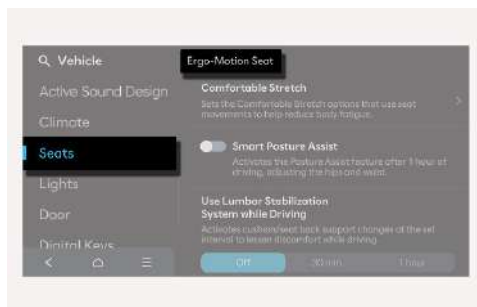 Vehicle
Ergo-Motion Seat
Active Sound Design
Comfortable Stretch
Sets the Comfortable Stretch options that use seat
movements to help reduce body fatigue.
Climate
Seats
Smart Posture Assist
Activates the Posture Assist feature after 1 hour of
driving, adjusting the hips and waist.
Lights
Use Lumbar Stabilization
System while Driving
Door
Activates cushion/seat back support changes at the set
interval to lessen discomfort while driving.
Digital Keys
Off
30 min
1 hour